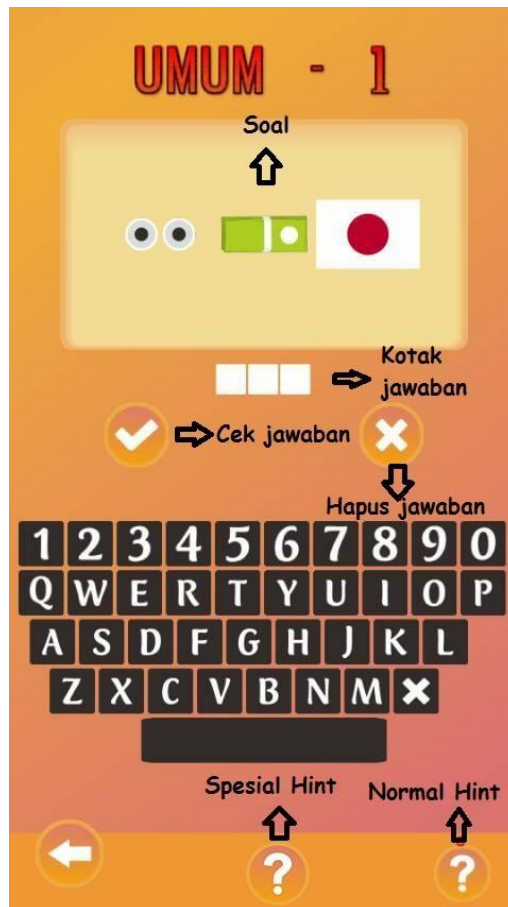 UMUM - 1
Soal
Kotak
jawaban
Cek jawaban
Hapus jawaban
1 2 3 4 5 6 7 8 9 0
Q W E R T Y U I O P
A S D F G H J K L
Z X C V B N M
Spesial Hint
Normal Hint
? ?